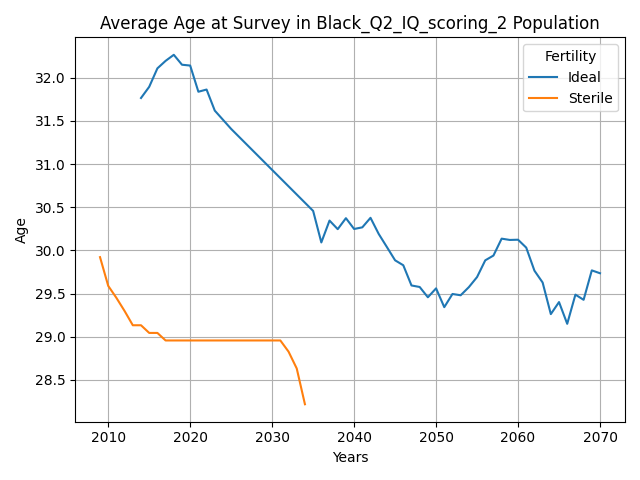 Average Age at Survey in Black_Q2_IQ_scoring_2 Population
Fertility
Ideal
Sterile
Age
32.0
31.5
31.0
30.5
30.0
29.5
29.0
28.5
2010 2020 2030 2040 2050 2060 2070
Years